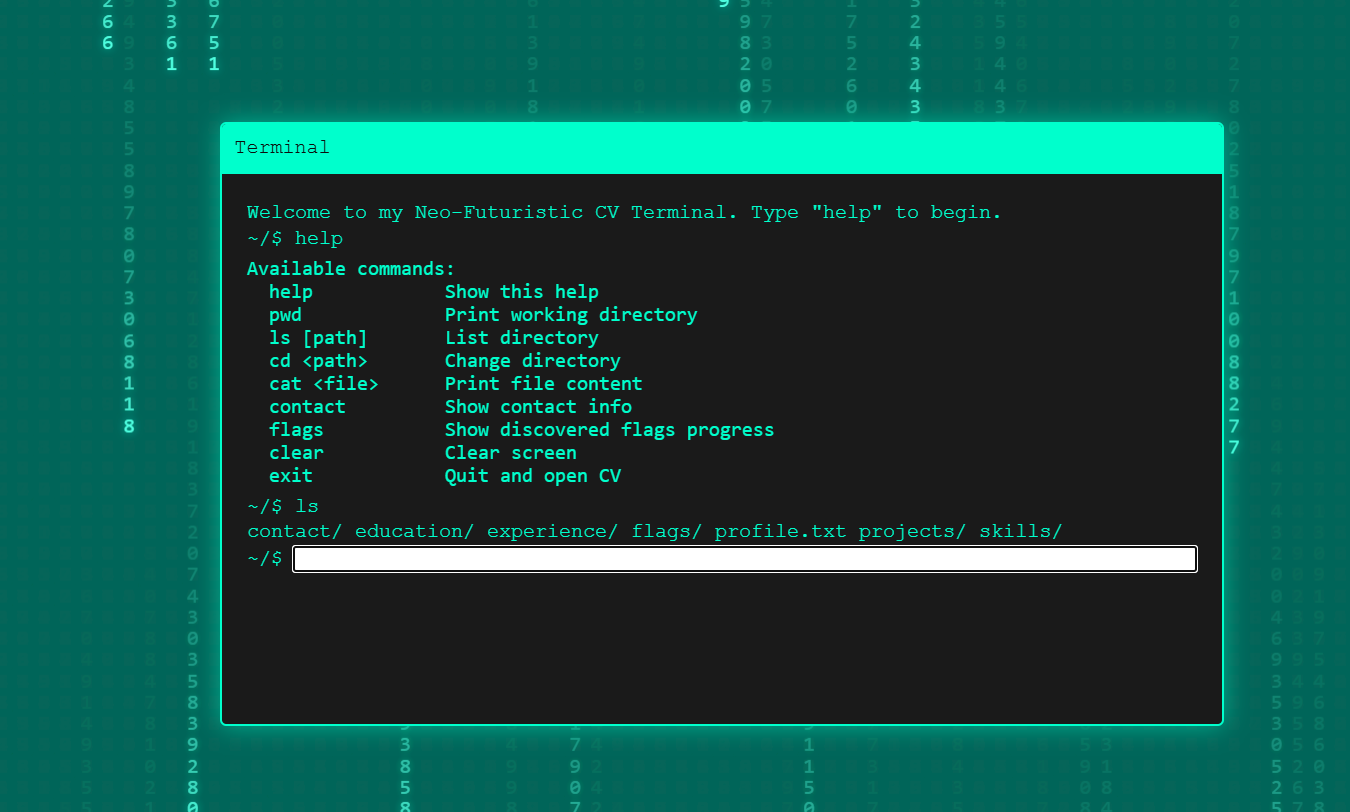 Terminal
Welcome to my Neo-Futuristic CV Terminal. Type "help" to begin.
~/$ help
Available commands:
help Show this help
pwd Print working directory
ls [path] List directory
cd <path> Change directory
cat <file> Print file content
contact Show contact info
flags Show discovered flags progress
clear Clear screen
exit Quit and open CV
~/$ ls
contact/ education/ experience/ flags/ profile.txt projects/ skills/
~/$